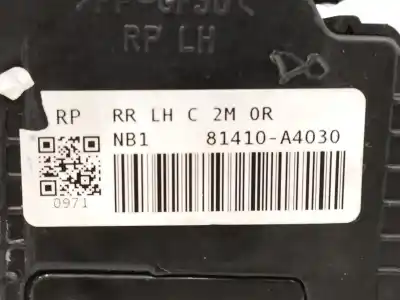 RP LH
RP RR LH C 2M 0R
NB1 81410-A4030
0971